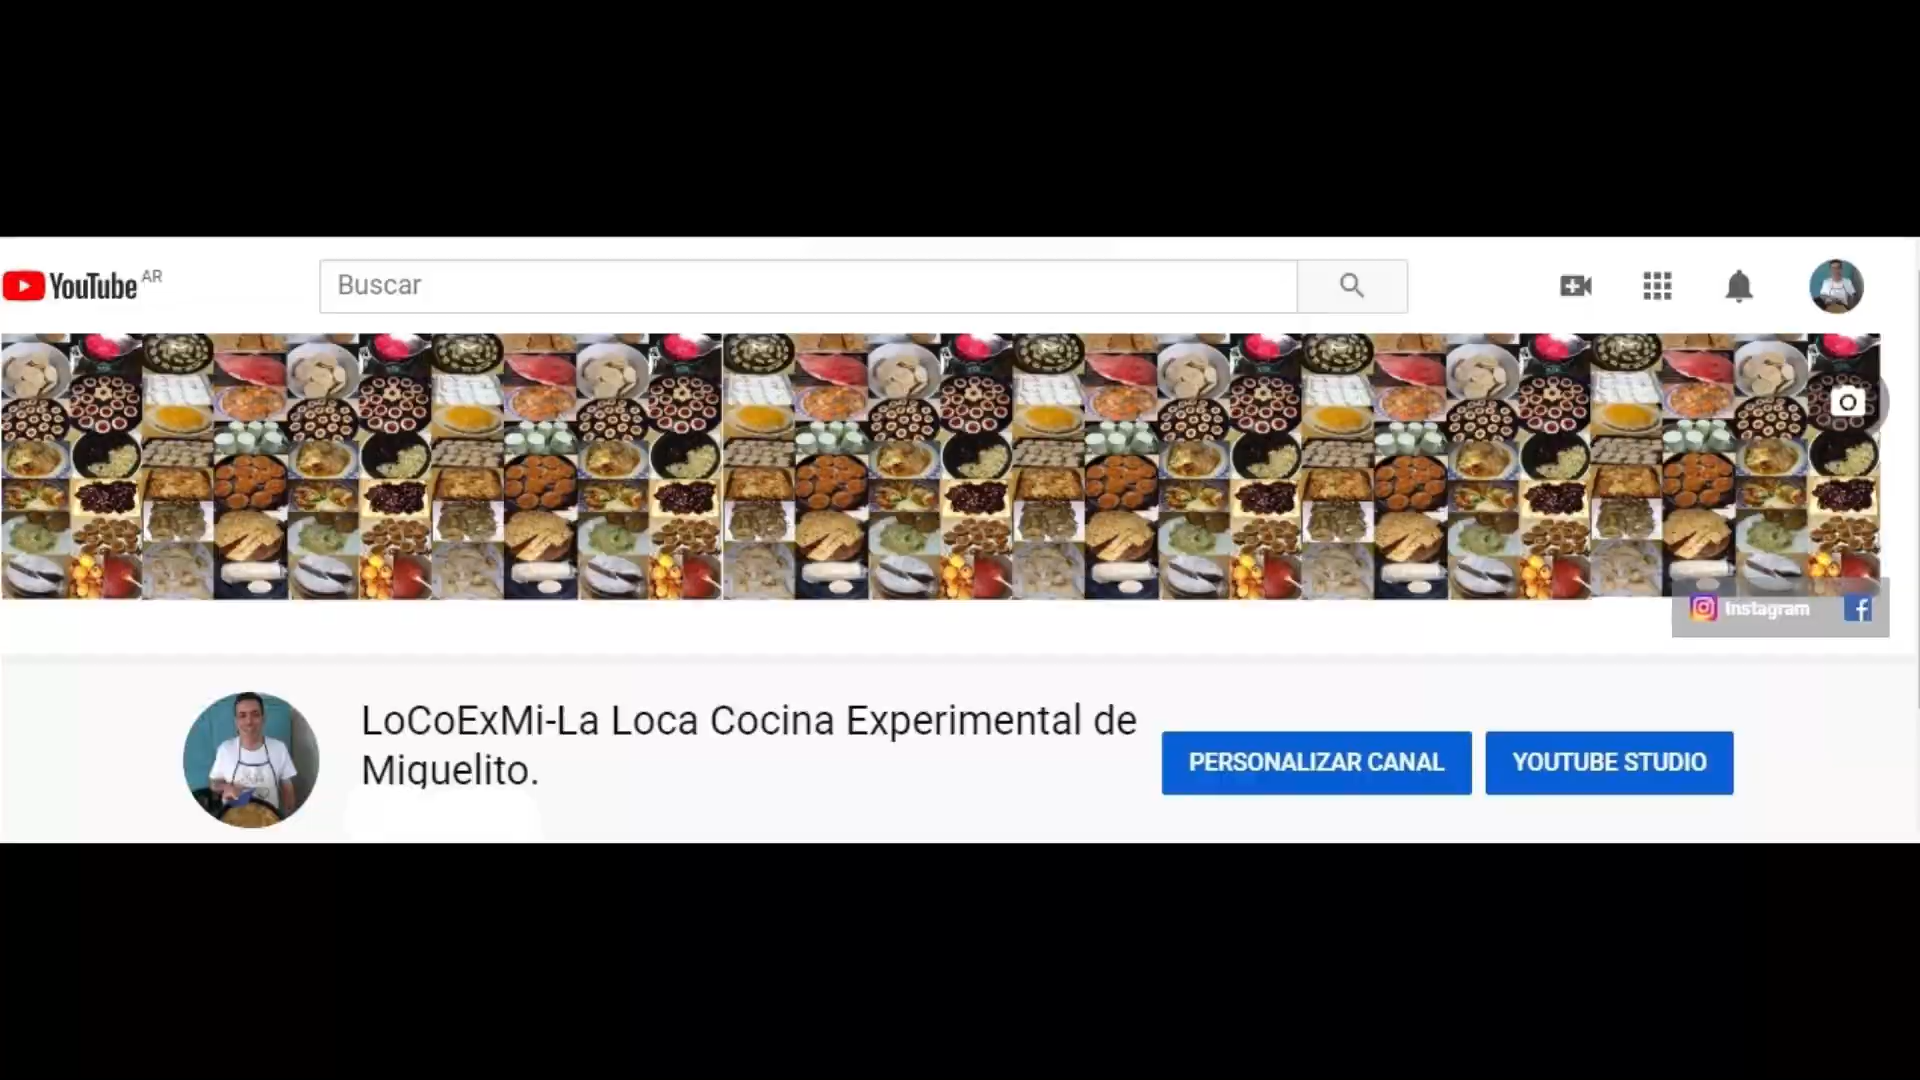 YouTube AR
Buscar
Instagram
LoCoExMi-La Loca Cocina Experimental de
Miquelito.
PERSONALIZAR CANAL
YOUTUBE STUDIO